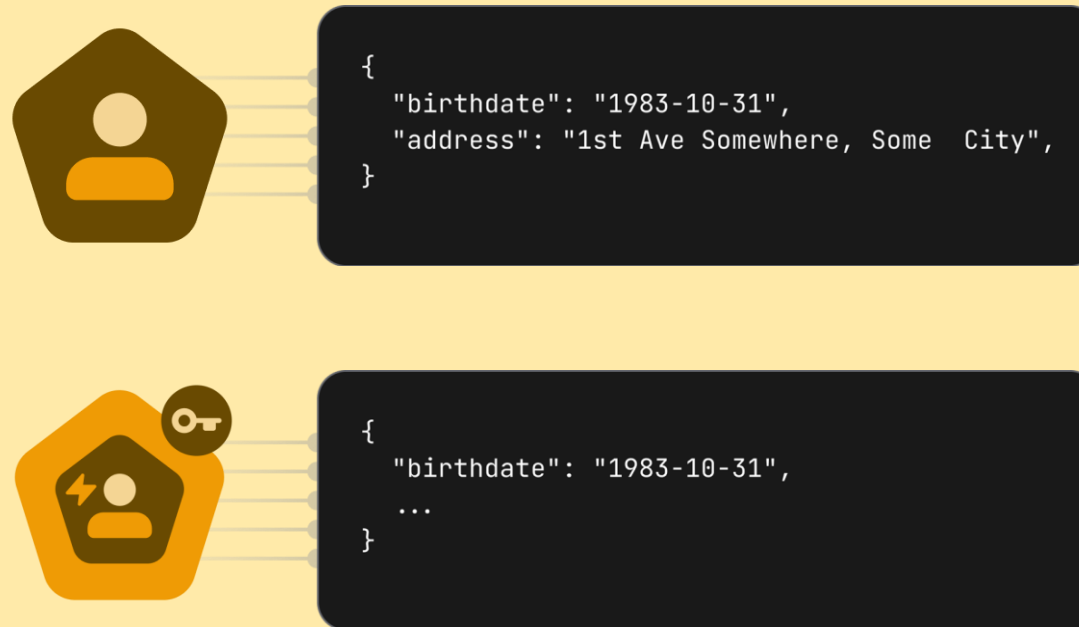 {
"birthdate": "1983-10-31",
"address": "1st Ave Somewhere, Some  City",
}
{
"birthdate": "1983-10-31",
...
}